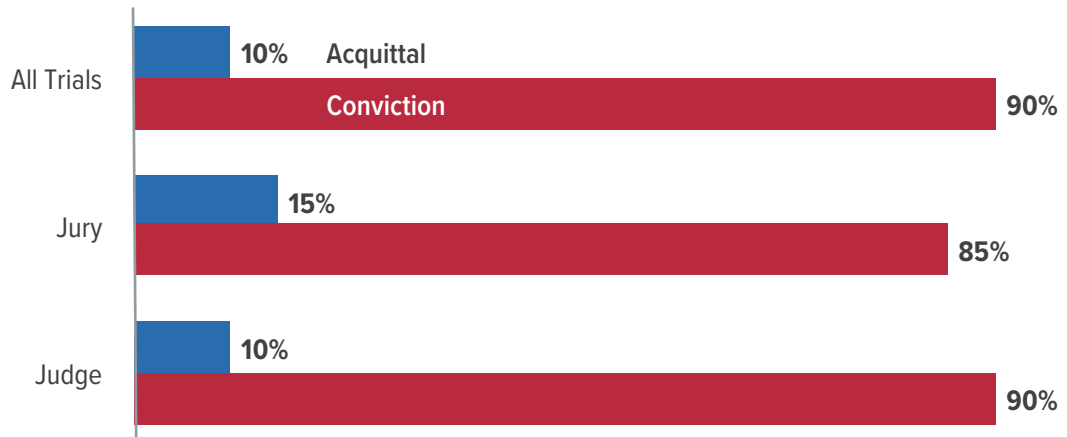 10% Acquittal
All Trials
Conviction 90%
15%
Jury
85%
10%
Judge
90%